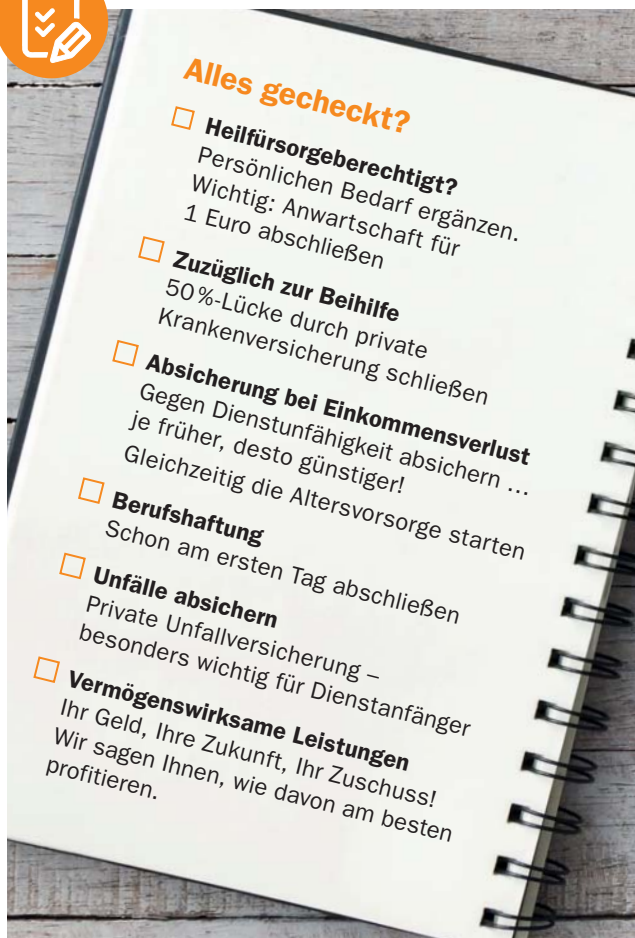 Alles gecheckt?
Heilfürsorgeberechtigt?
Persönlichen Bedarf ergänzen.
Wichtig: Anwartschaft für
1 Euro abschließen
Zuzüglich zur Beihilfe
50 %-Lücke durch private
Krankenversicherung schließen
Absicherung bei Einkommensverlust
Gegen Dienstunfähigkeit absichern ...
je früher, desto günstiger!
Gleichzeitig die Altersvorsorge starten
Berufshaftung
Schon am ersten Tag abschließen
Unfälle absichern
Private Unfallversicherung –
besonders wichtig für Dienstanfänger
Vermögenswirksame Leistungen
Ihr Geld, Ihre Zukunft, Ihr Zuschuss!
Wir sagen Ihnen, wie davon am besten
profitieren.